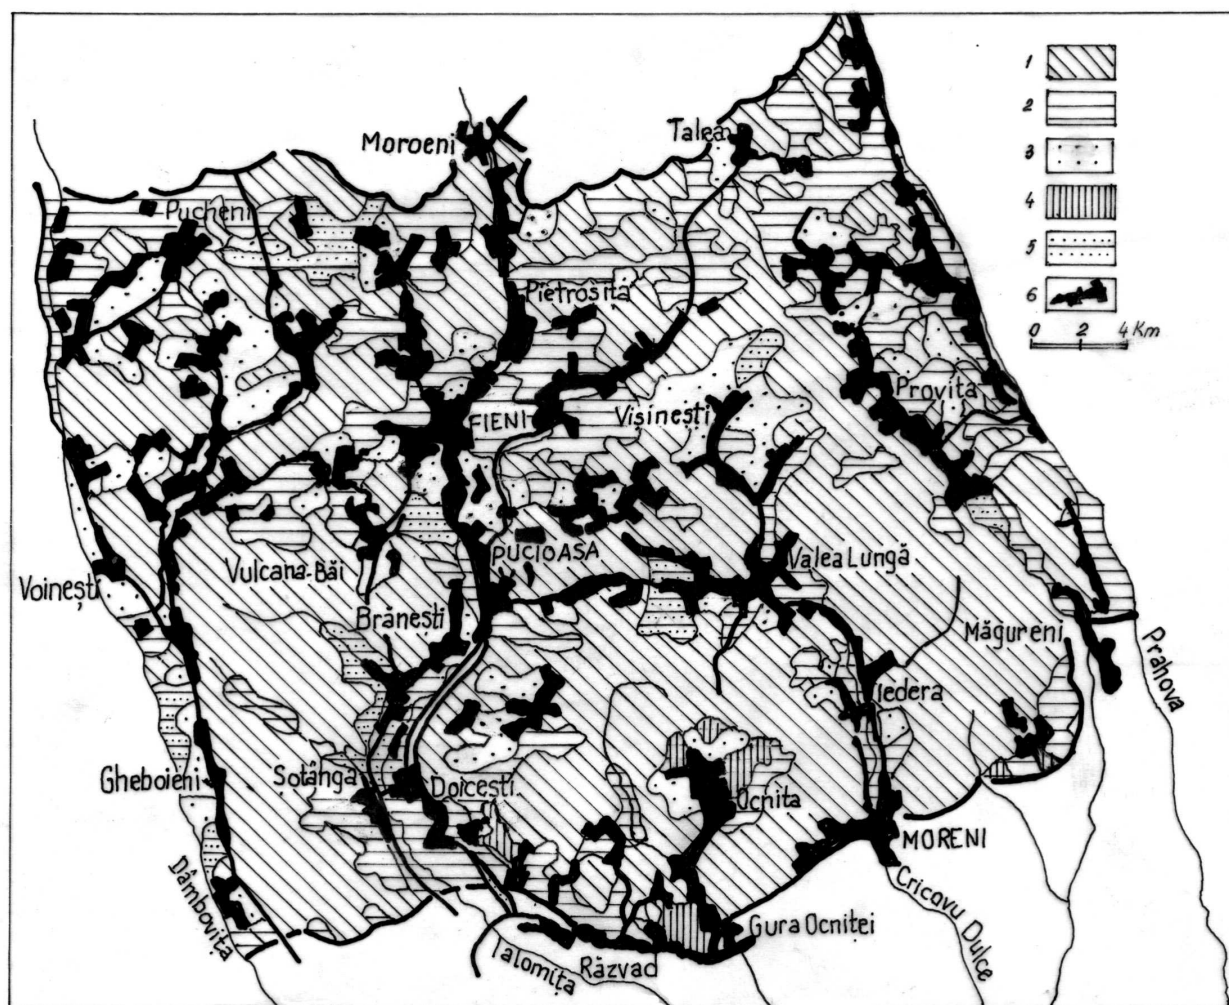 1
2
3
4
5
6
0 2 4 Km
Moroeni
Talea
Pucheni
Pietrosița
Provița
FIENI
Vișinești
PUCIOASA
Valea Lungă
Vulcana-Băi
Voinești
Brănești
Măgureni
Prahova
Iedera
Gheboieni
Șotânga
Doicești
Ocnița
MORENI
Cricovu Dulce
Dâmbovița
Gura Ocniței
Ialomița
Răzvad